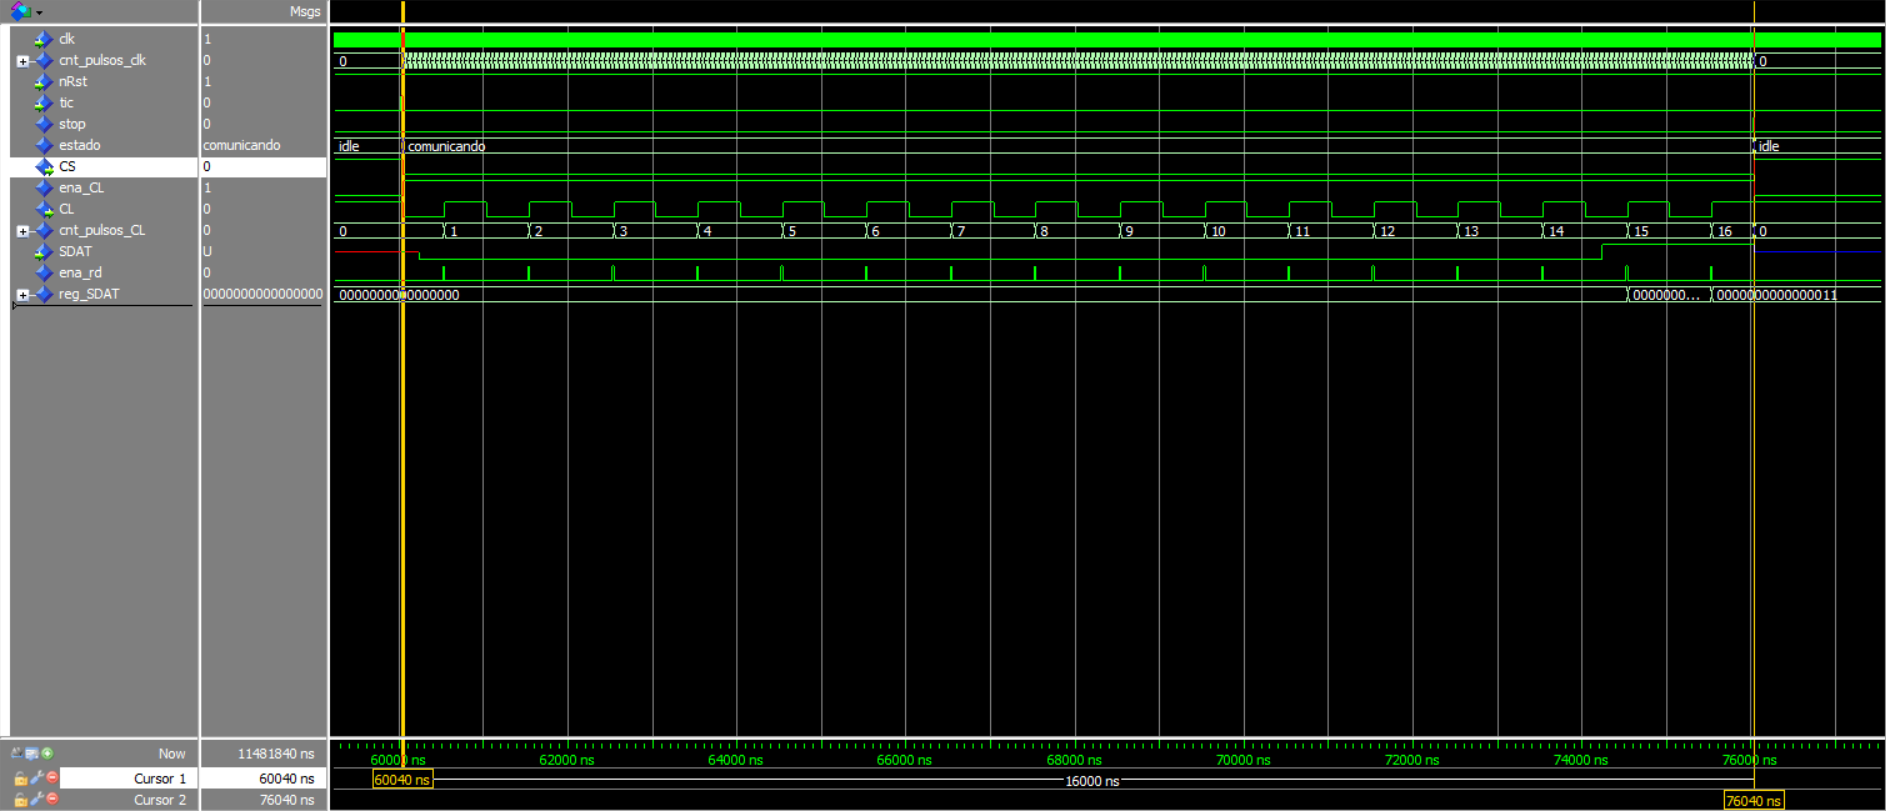 Msgs
clk 1
cnt_pulsos_clk 0 0 0
nRst 1
tic 0
stop 0
estado comunicando idle comunicando idle
CS 0
ena_CL 1
CL 0
cnt_pulsos_CL 0 0 1 2 3 4 5 6 7 8 9 10 11 12 13 14 15 16 0
SDAT U
ena_rd 0
reg_SDAT 0000000000000000 0000000000000000 0000000... 0000000000000011
Now 11481840 ns 60000 ns 62000 ns 64000 ns 66000 ns 68000 ns 70000 ns 72000 ns 74000 ns 76000 ns
Cursor 1 60040 ns 60040 ns 16000 ns
Cursor 2 76040 ns 76040 ns